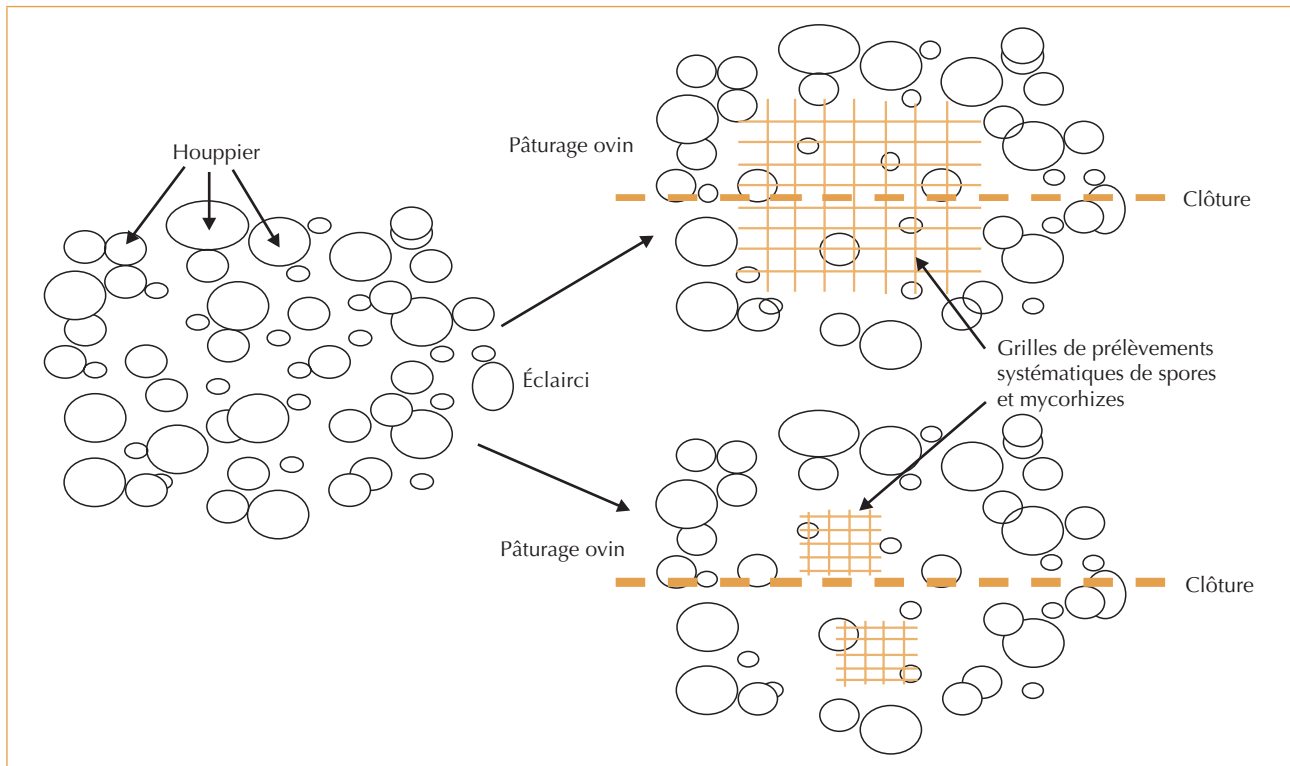 Houppier
Éclairci
Pâturage ovin
Clôture
Grilles de prélèvements
systématiques de spores
et mycorhizes
Pâturage ovin
Clôture